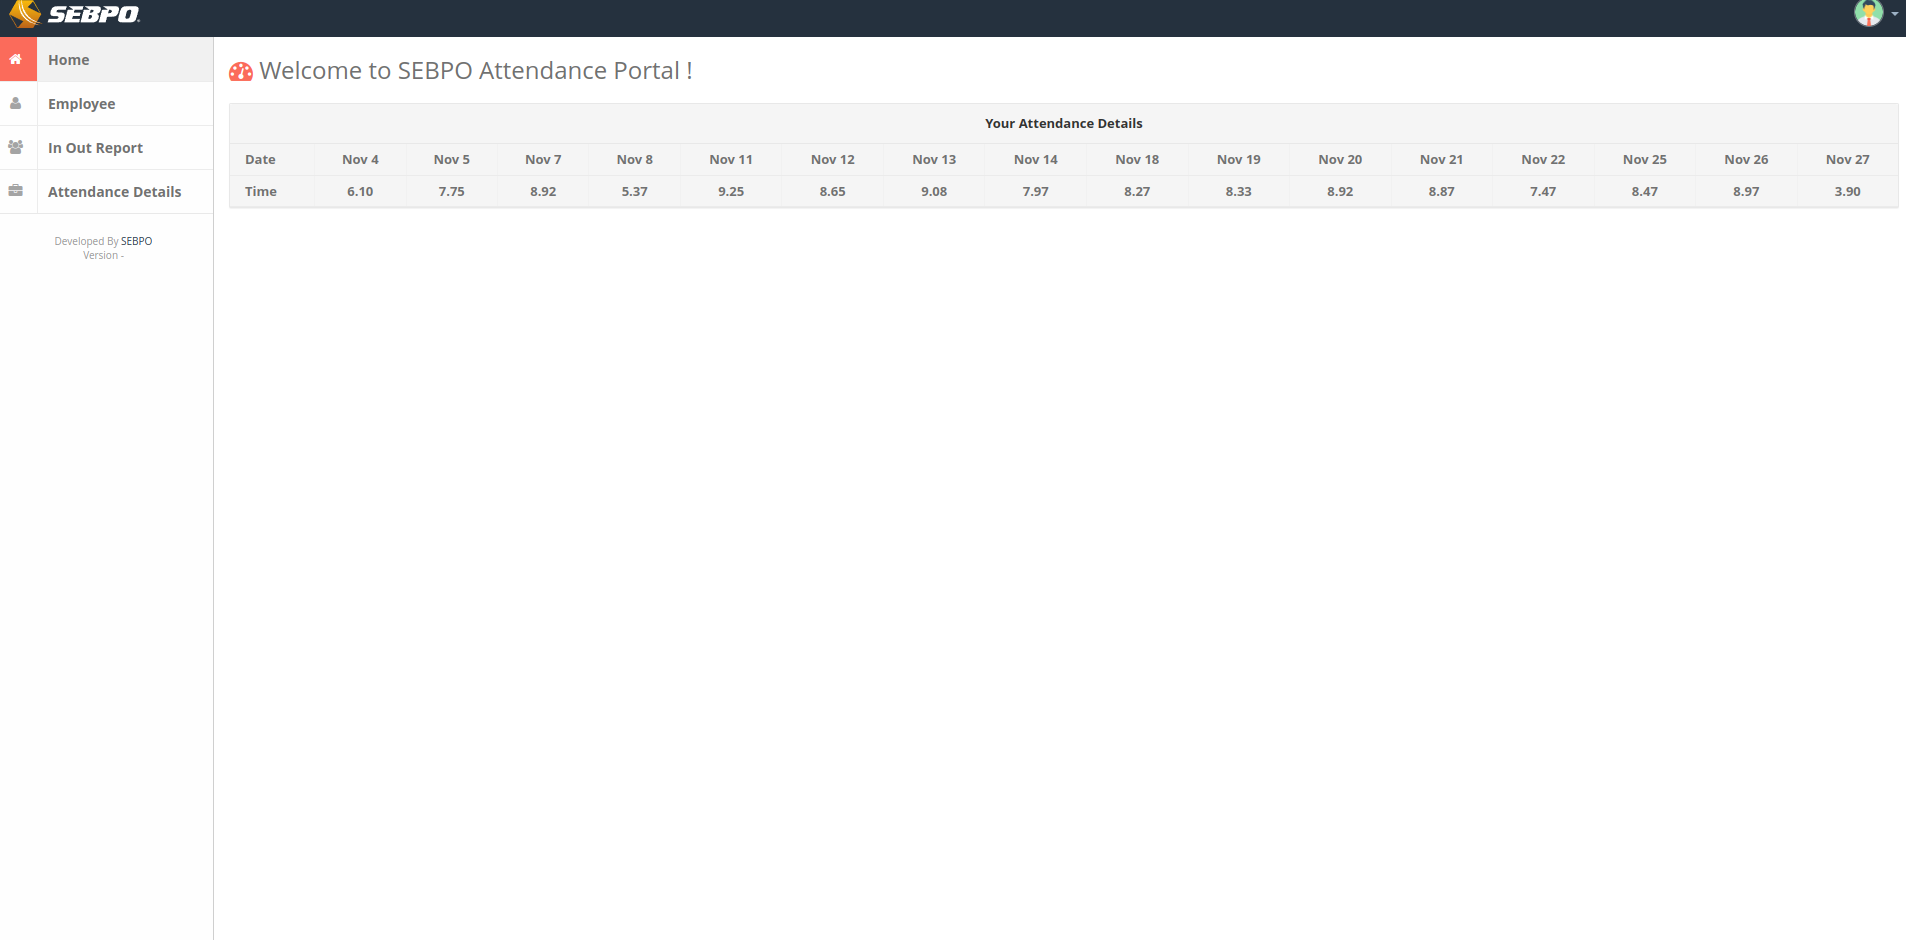 SEBPO
Home
Employee
In Out Report
Attendance Details
Developed By SEBPO
Version -
Welcome to SEBPO Attendance Portal !
Your Attendance Details
Date Nov 4 Nov 5 Nov 7 Nov 8 Nov 11 Nov 12 Nov 13 Nov 14 Nov 18 Nov 19 Nov 20 Nov 21 Nov 22 Nov 25 Nov 26 Nov 27
Time 6.10 7.75 8.92 5.37 9.25 8.65 9.08 7.97 8.27 8.33 8.92 8.87 7.47 8.47 8.97 3.90